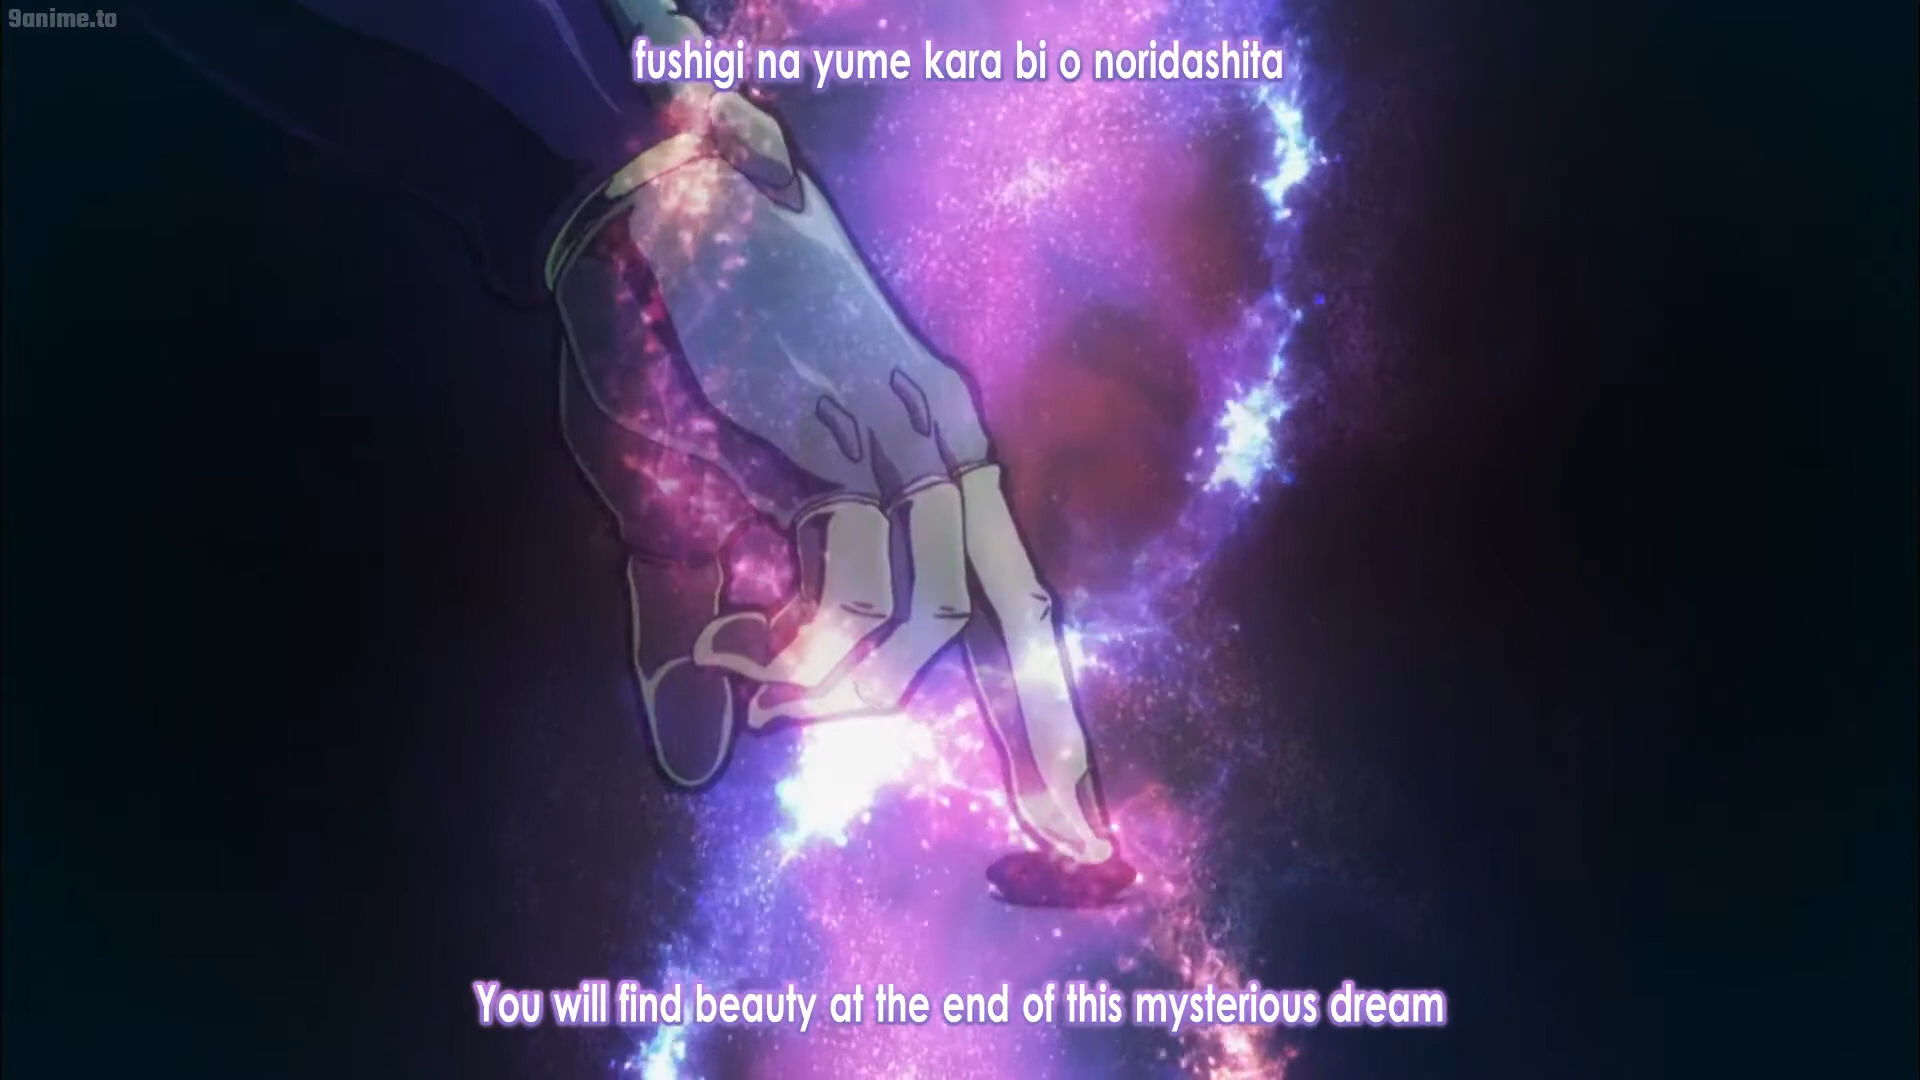 9anime.to
fushigi na yume kara bi o noridashita
You will find beauty at the end of this mysterious dream